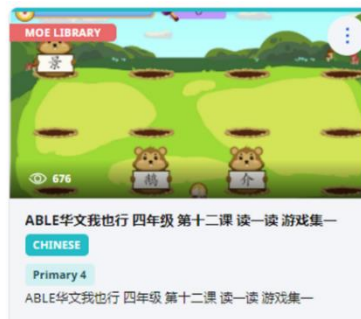 MOE LIBRARY
景
鹊
介
676
ABLE华文我也行 四年级 第十二课 读一读 游戏集一
CHINESE
Primary 4
ABLE华文我也行 四年级 第十二课 读一读 游戏集一